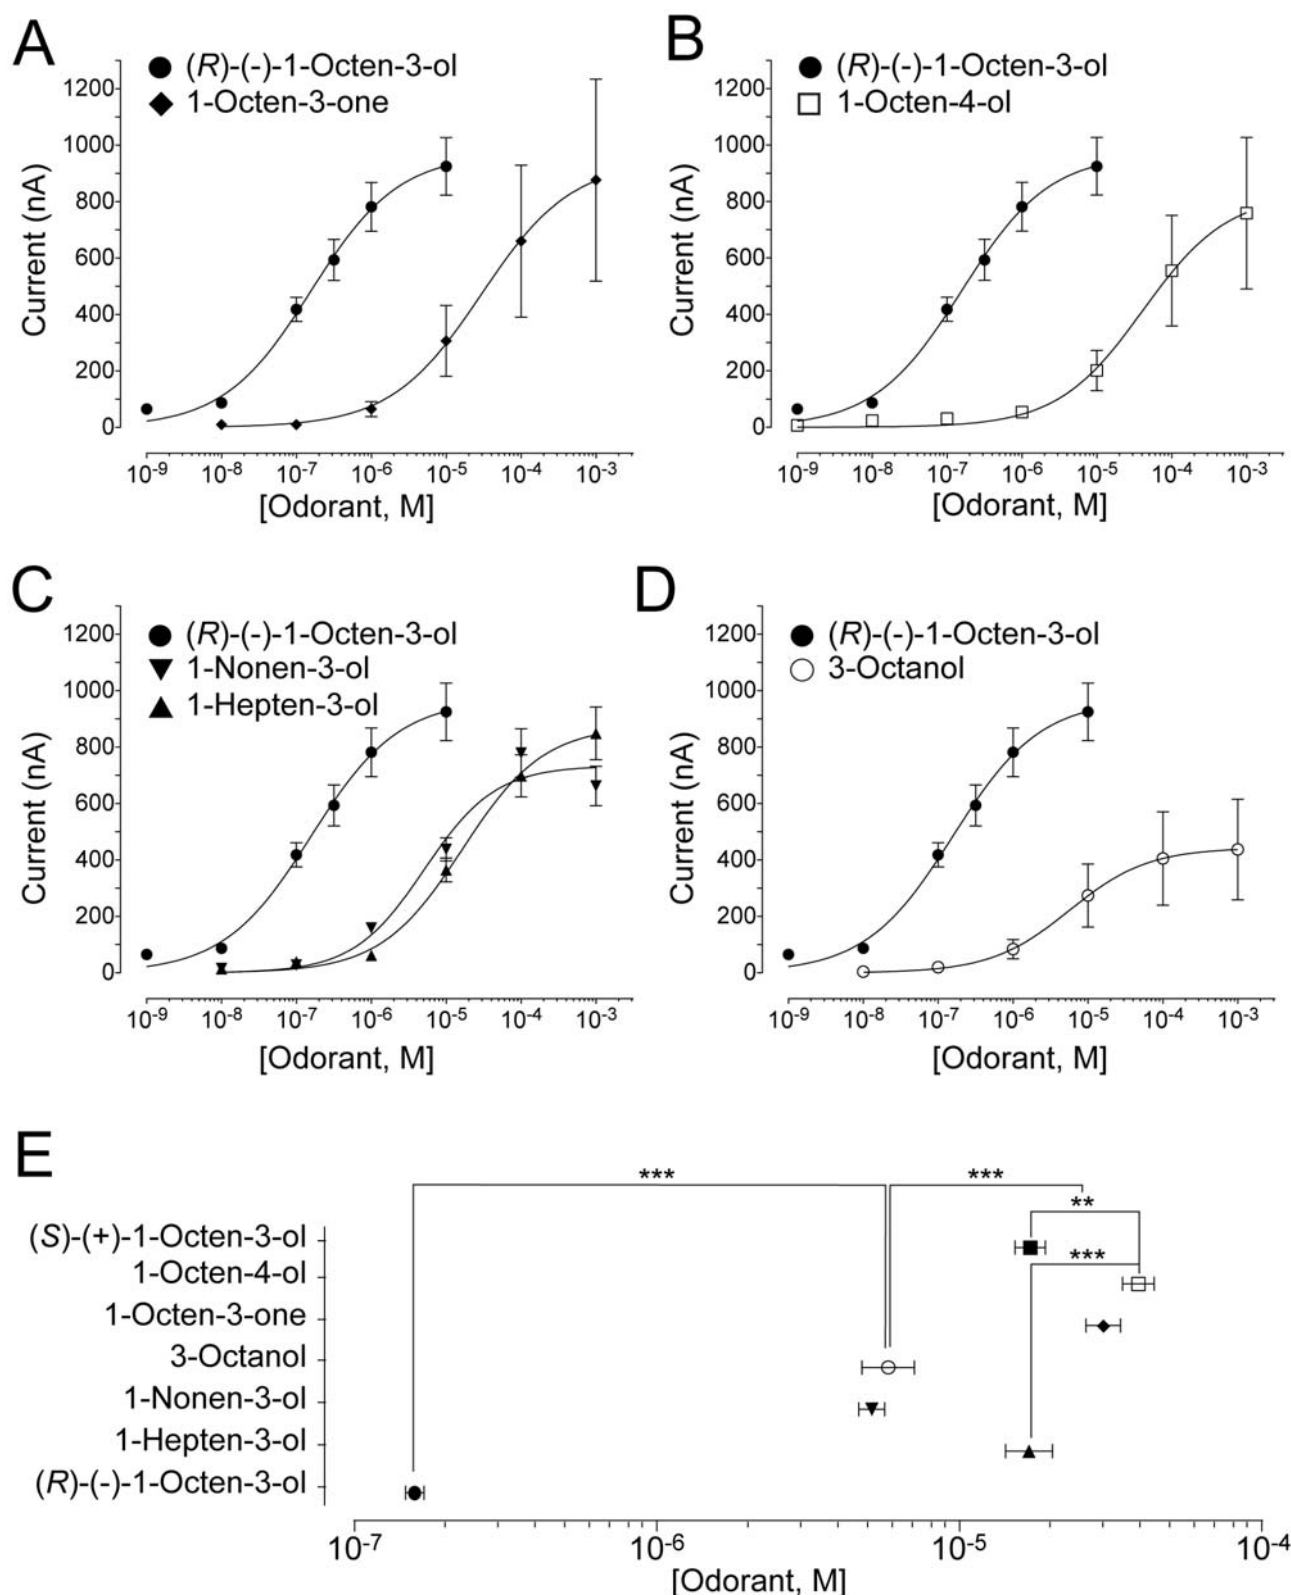 A
(R)-(-)-1-Octen-3-ol
1-Octen-3-one
1200
1000
800
600
400
200
0
Current (nA)
10-9 10-8 10-7 10-6 10-5 10-4 10-3
[Odorant, M]
B
(R)-(-)-1-Octen-3-ol
1-Octen-4-ol
1200
1000
800
600
400
200
0
Current (nA)
10-9 10-8 10-7 10-6 10-5 10-4 10-3
[Odorant, M]
C
(R)-(-)-1-Octen-3-ol
1-Nonen-3-ol
1-Hepten-3-ol
1200
1000
800
600
400
200
0
Current (nA)
10-9 10-8 10-7 10-6 10-5 10-4 10-3
[Odorant, M]
D
(R)-(-)-1-Octen-3-ol
3-Octanol
1200
1000
800
600
400
200
0
Current (nA)
10-9 10-8 10-7 10-6 10-5 10-4 10-3
[Odorant, M]
E
*** ***
**
***
(S)-(+)-1-Octen-3-ol
1-Octen-4-ol
1-Octen-3-one
3-Octanol
1-Nonen-3-ol
1-Hepten-3-ol
(R)-(-)-1-Octen-3-ol
10-7 10-6 10-5 10-4
[Odorant, M]